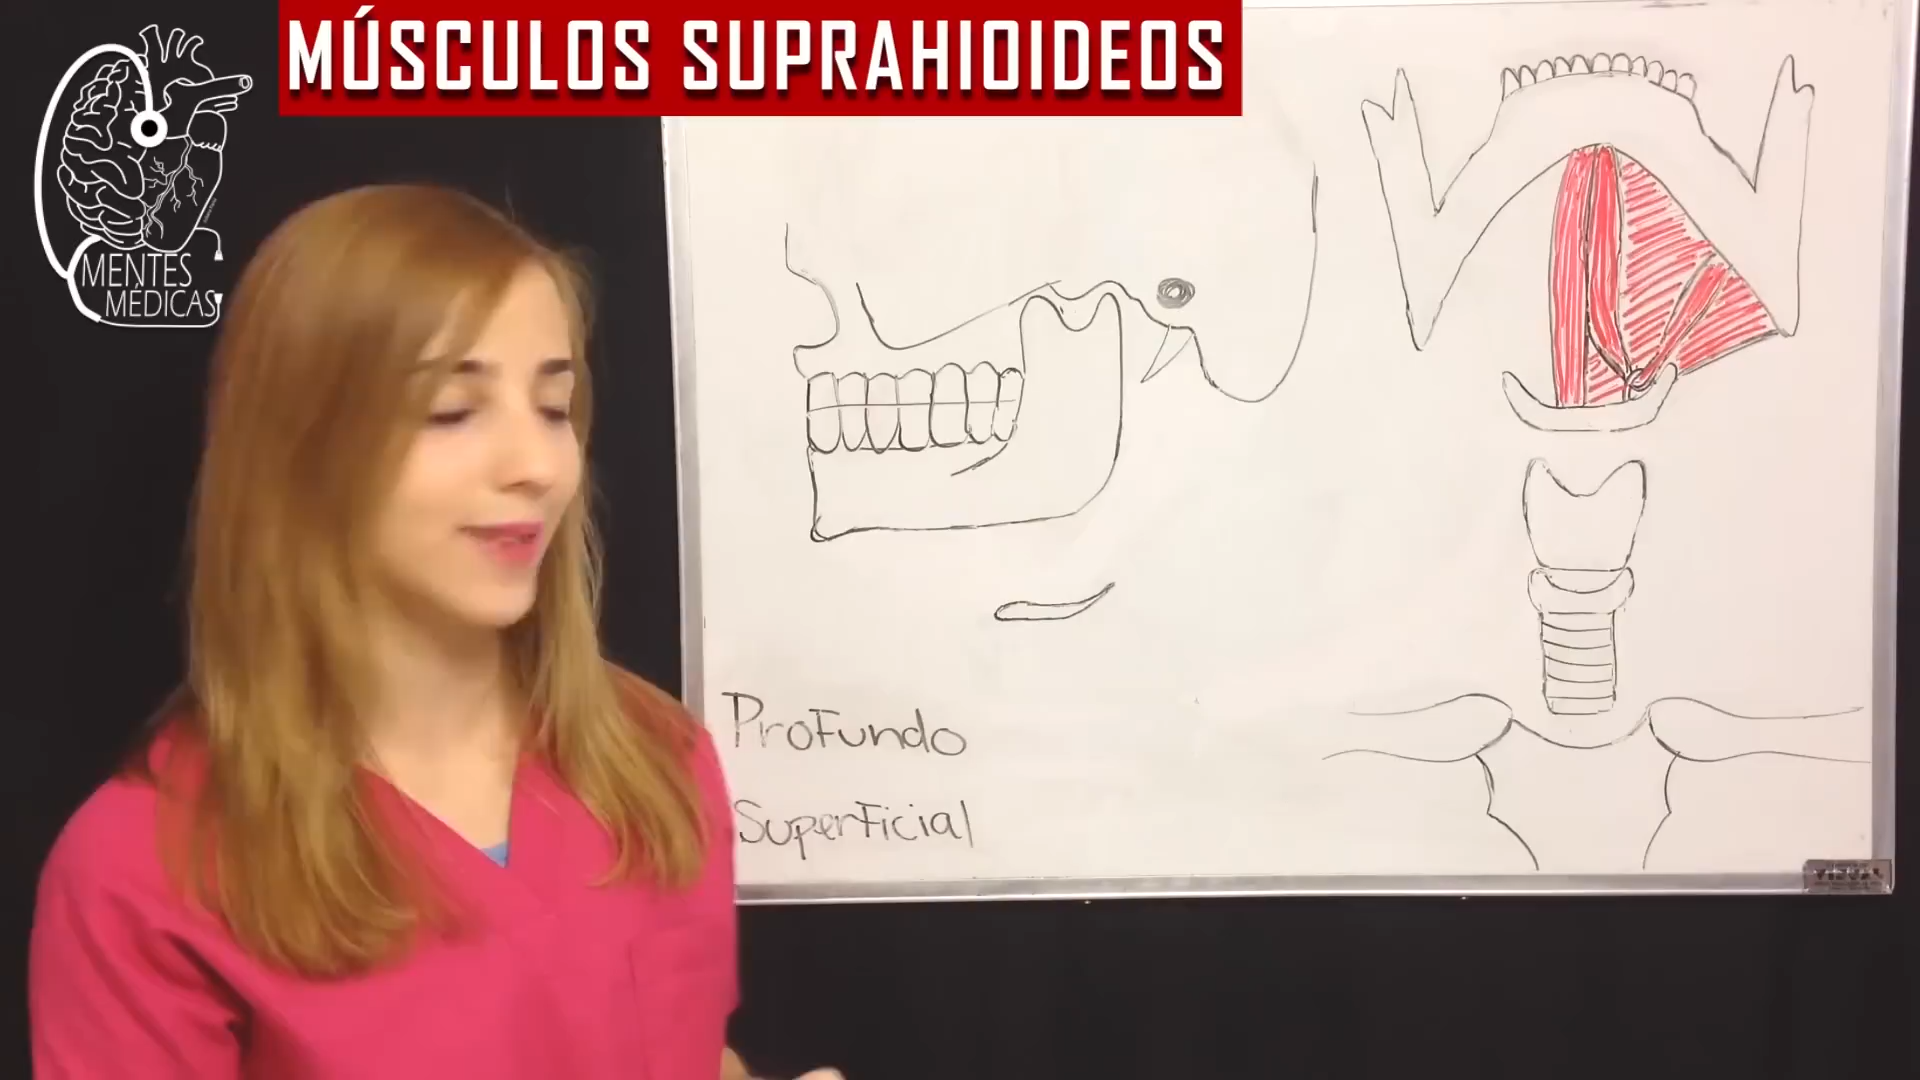 MÚSCULOS SUPRAHIOIDEOS
MENTES
MÉDICAS
ProFundo
SuperFicial